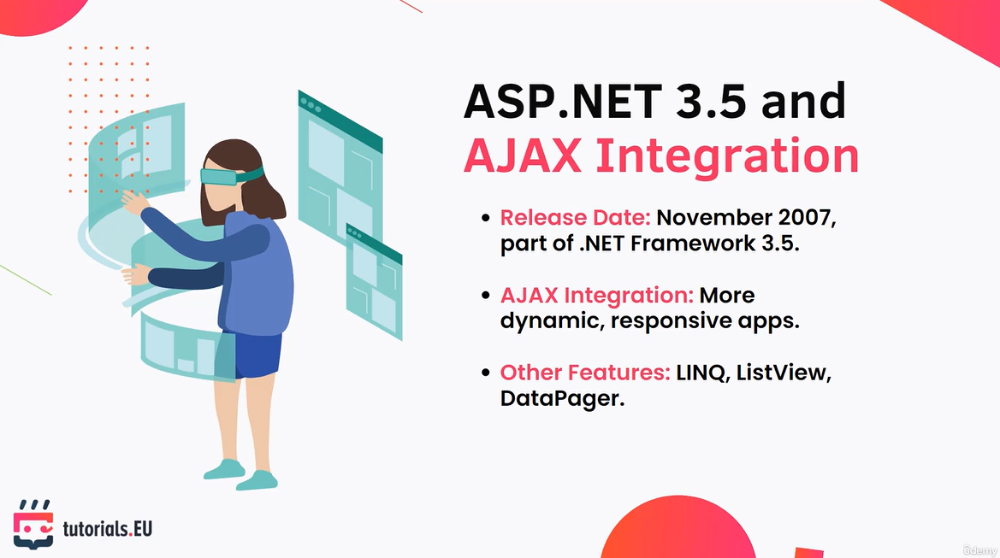 ASP.NET 3.5 and
AJAX Integration
• Release Date: November 2007,
part of .NET Framework 3.5.
• AJAX Integration: More
dynamic, responsive apps.
• Other Features: LINQ, ListView,
DataPager.
tutorials.EU
ûdemy